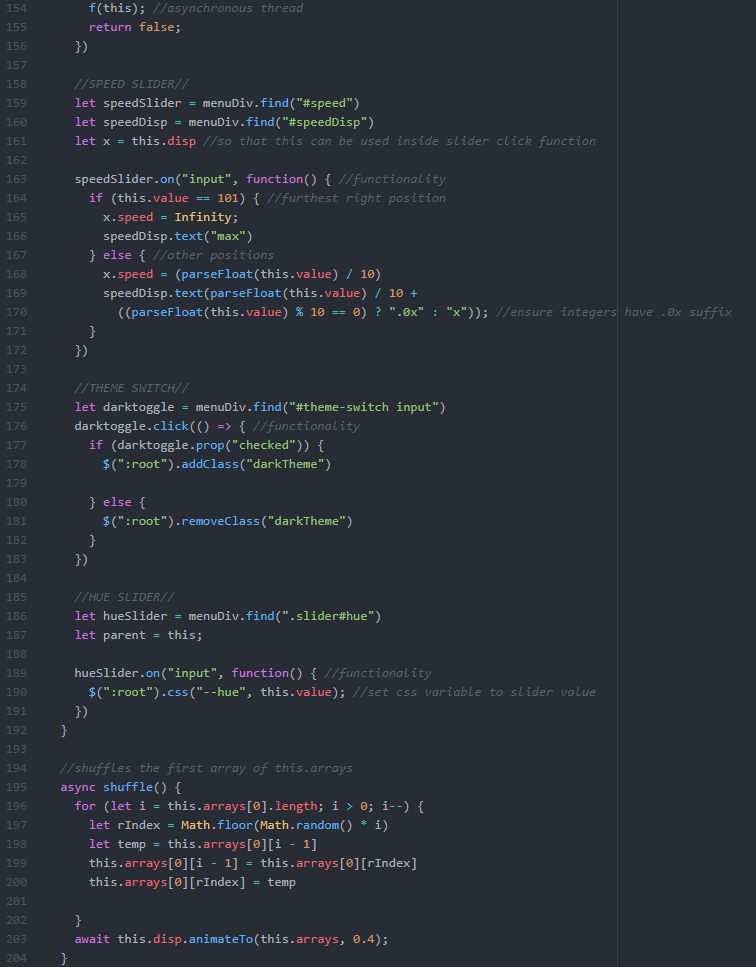 154 f(this); //asynchronous thread
155 return false;
156 })
157
158 //SPEED SLIDER//
159 let speedSlider = menuDiv.find("#speed")
160 let speedDisp = menuDiv.find("#speedDisp")
161 let x = this.disp //so that this can be used inside slider click function
162
163 speedSlider.on("input", function() { //functionality
164 if (this.value == 101) { //furthest right position
165 x.speed = Infinity;
166 speedDisp.text("max")
167 } else { //other positions
168 x.speed = (parseFloat(this.value) / 10)
169 speedDisp.text(parseFloat(this.value) / 10 +
170 ((parseFloat(this.value) % 10 == 0) ? ".0x" : "x")); //ensure integers have .0x suffix
171 }
172 })
173
174 //THEME SWITCH//
175 let darktoggle = menuDiv.find("#theme-switch input")
176 darktoggle.click(() => { //functionality
177 if (darktoggle.prop("checked")) {
178 $(":root").addClass("darkTheme")
179
180 } else {
181 $(":root").removeClass("darkTheme")
182 }
183 })
184
185 //HUE SLIDER//
186 let hueSlider = menuDiv.find(".slider#hue")
187 let parent = this;
188
189 hueSlider.on("input", function() { //functionality
190 $(":root").css("--hue", this.value); //set css variable to slider value
191 })
192 }
193
194 //shuffles the first array of this.arrays
195 async shuffle() {
196 for (let i = this.arrays[0].length; i > 0; i--) {
197 let rIndex = Math.floor(Math.random() * i)
198 let temp = this.arrays[0][i - 1]
199 this.arrays[0][i - 1] = this.arrays[0][rIndex]
200 this.arrays[0][rIndex] = temp
201
202 }
203 await this.disp.animateTo(this.arrays, 0.4);
204 }